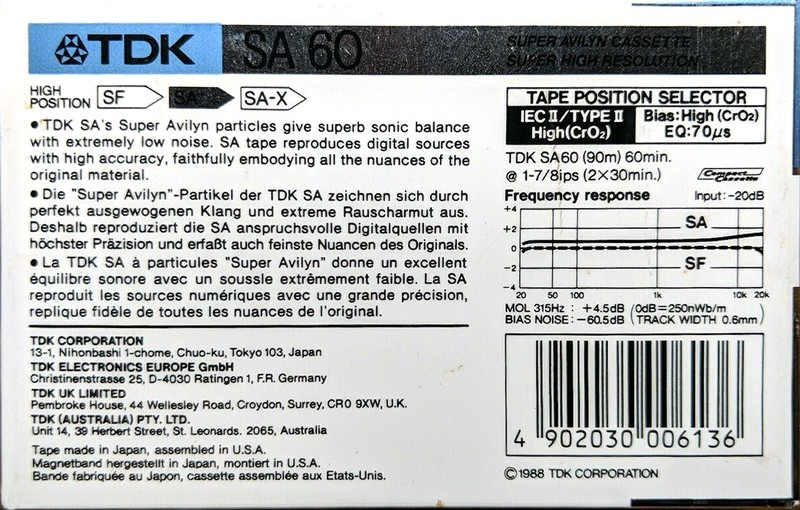 TDK SA 60 SUPER AVILYN CASSETTE
SUPER HIGH RESOLUTION
HIGH POSITION SF SA SA-X
•TDK SA's Super Avilyn particles give superb sonic balance
with extremely low noise. SA tape reproduces digital sources
with high accuracy, faithfully embodying all the nuances of the
original material.
•Die "Super Avilyn"-Partikel der TDK SA zeichnen sich durch
perfekt ausgewogenen Klang und extreme Rauscharmut aus.
Deshalb reproduziert die SA anspruchsvolle Digitalquellen mit
höchster Präzision und erfaßt auch feinste Nuancen des Originals.
•La TDK SA à particules "Super Avilyn" donne un excellent
équilibre sonore avec un soussle extrêmement faible. La SA
reproduit les sources numériques avec une grande précision,
replique fidèle de toutes les nuances de l'original.
TDK CORPORATION
13-1, Nihonbashi 1-chome, Chuo-ku, Tokyo 103, Japan
TDK ELECTRONICS EUROPE GmbH
Christinenstrasse 25, D-4030 Ratingen 1, F.R. Germany
TDK UK LIMITED
Pembroke House, 44 Wellesley Road, Croydon, Surrey, CR0 9XW, U.K.
TDK (AUSTRALIA) PTY. LTD.
Unit 14, 39 Herbert Street, St. Leonards. 2065, Australia
Tape made in Japan, assembled in U.S.A.
Magnetband hergestellt in Japan, montiert in U.S.A.
Bande fabriquée au Japon, cassette assemblée aux Etats-Unis.
TAPE POSITION SELECTOR
IEC II/TYPE II Bias: High (CrO₂)
High(CrO₂) EQ: 70µs
TDK SA60 (90m) 60min.
@ 1-7/8ips (2×30min.) Compact Cassette
Frequency response Input: -20dB
+4
+2 SA
0
-2 SF
-4
20 50 100 1k 10k 20k
MOL 315Hz : +4.5dB (0dB=250nWb/m
BIAS NOISE: -60.5dB TRACK WIDTH 0.6mm)
4 902030 006136
©1988 TDK CORPORATION